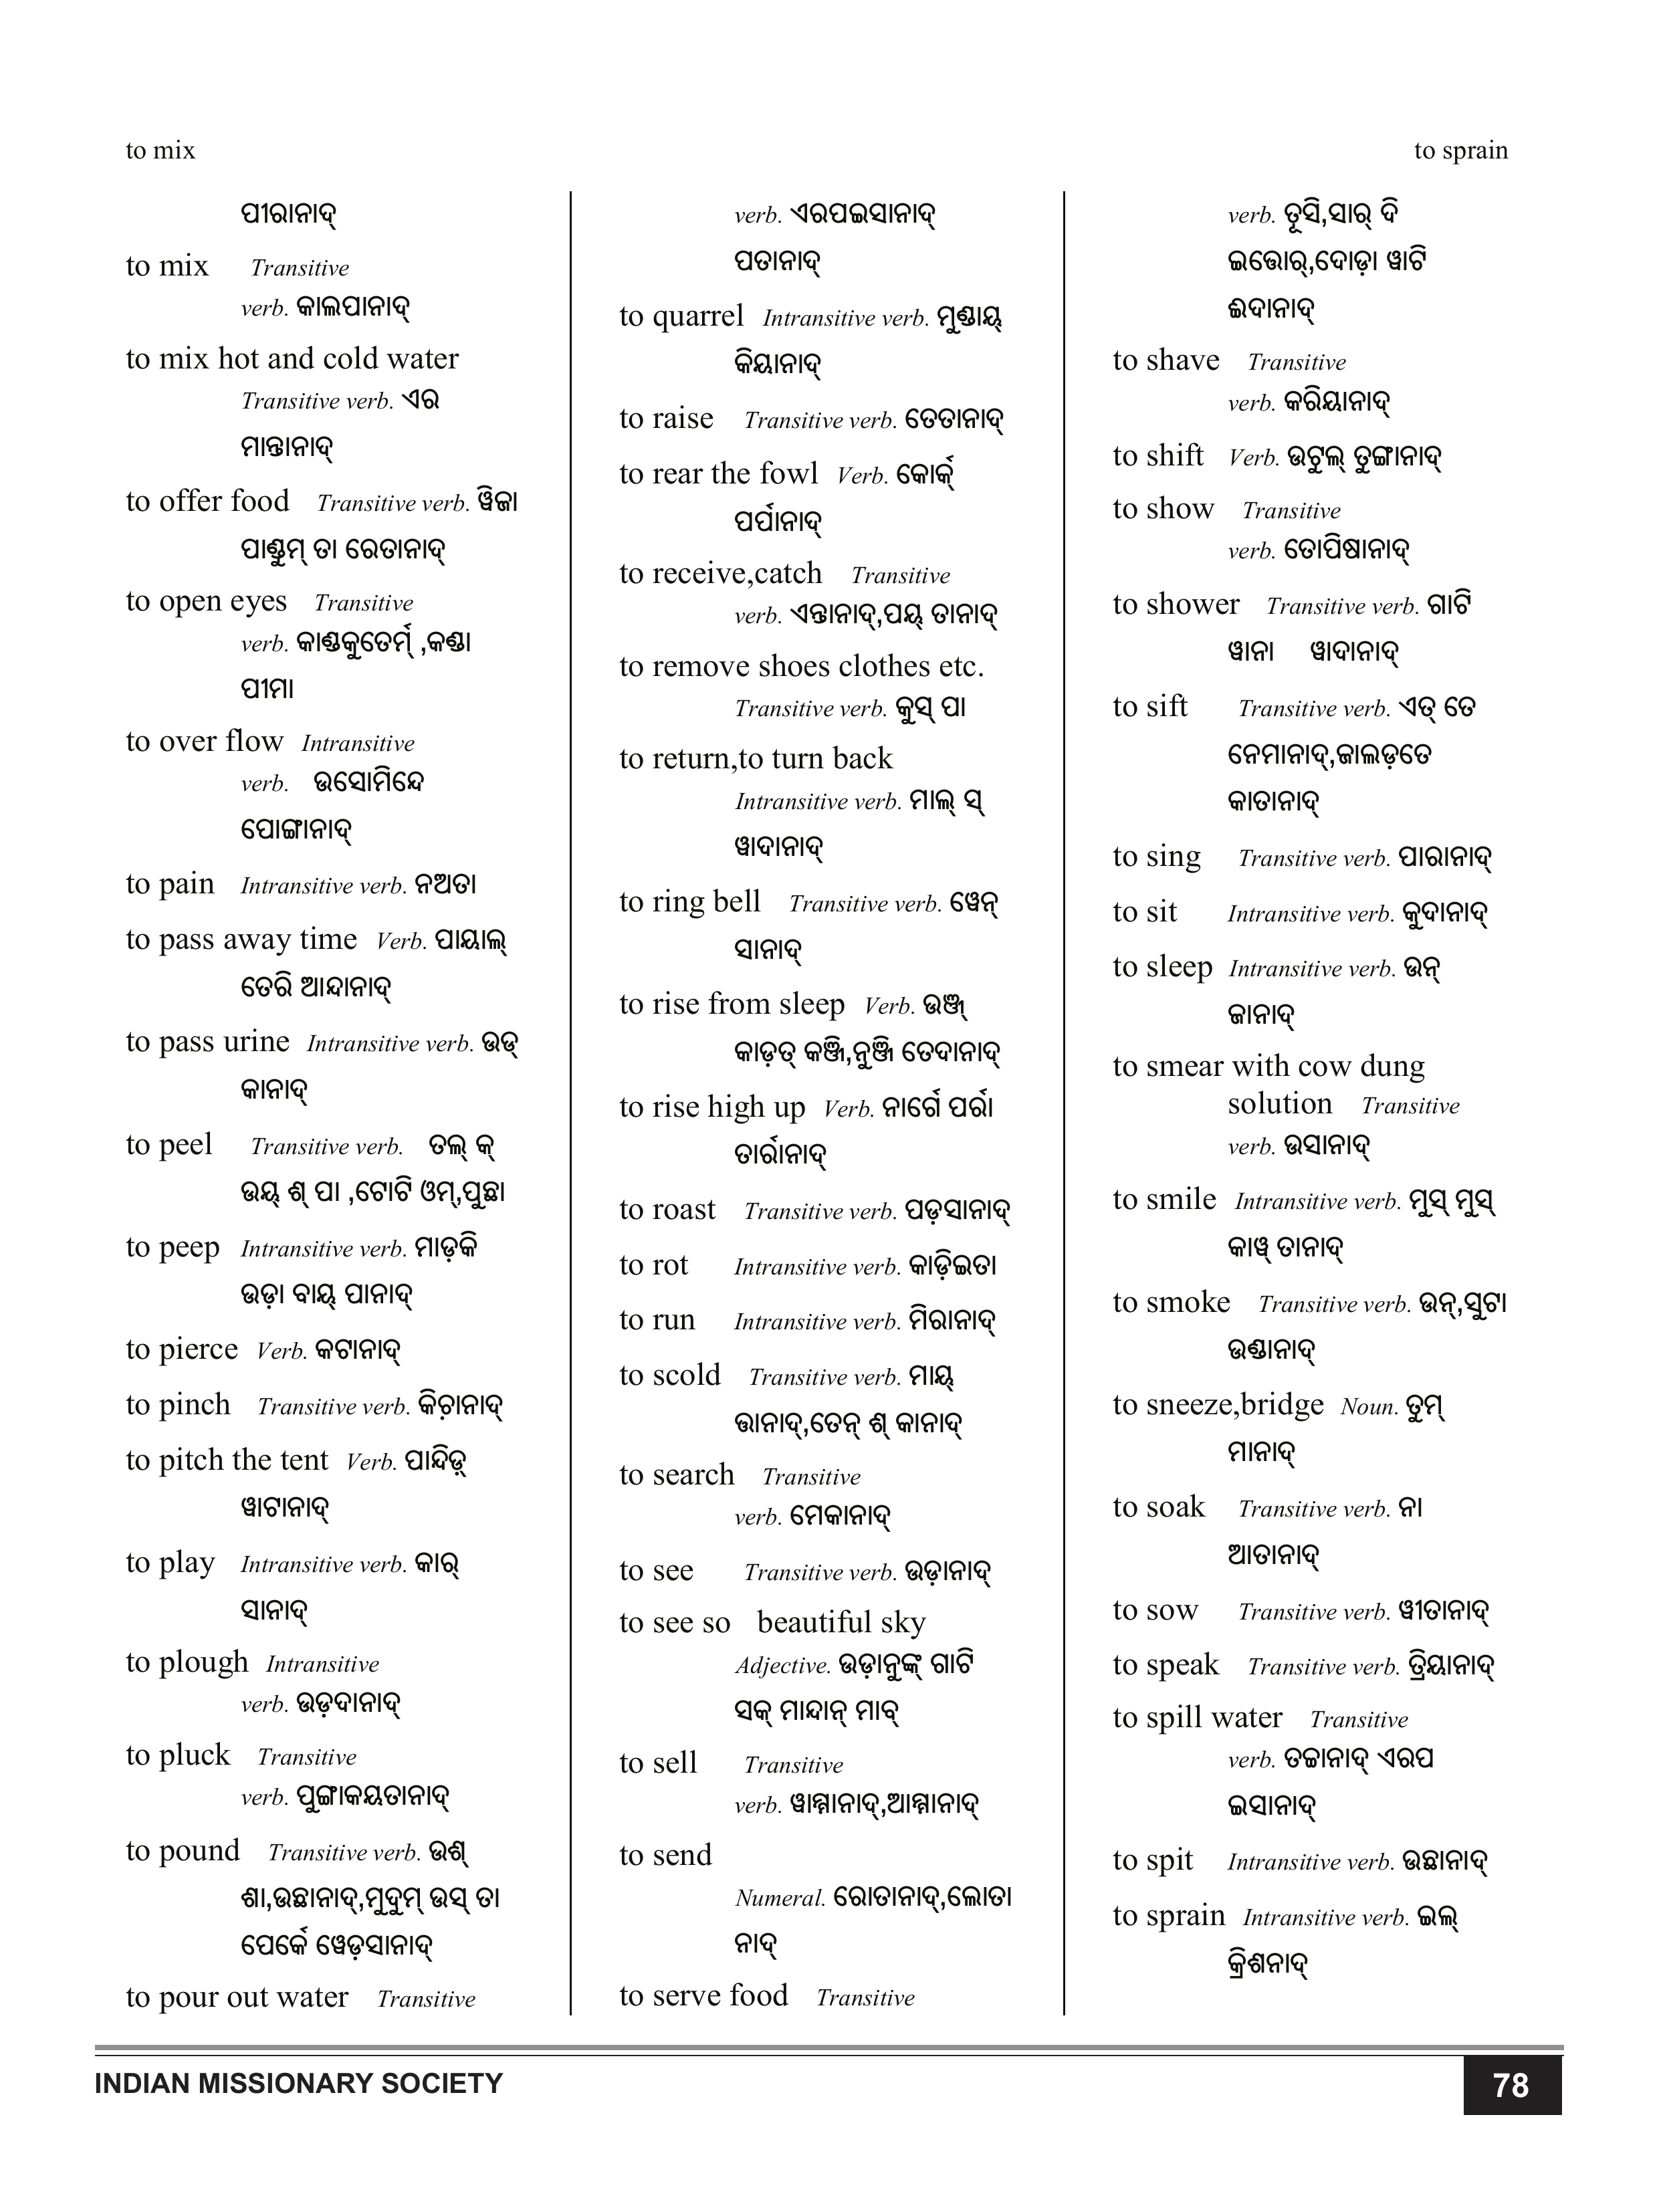 to mix
to sprain
ପୀରାନାଦ୍
to mix Transitive
verb. କାଲପାନାଦ୍
to mix hot and cold water
Transitive verb. ଏର
ମାନ୍ତାନାଦ୍
to offer food Transitive verb. ୱିଜା
ପାଣ୍ଡୁମ୍ ତା ରେତାନାଦ୍
to open eyes Transitive
verb. କାଣ୍ଡକୁତେର୍ମ୍ ,କଣ୍ଡା
ପୀମା
to over flow Intransitive
verb. ଉସୋମିନ୍ଦେ
ପୋଙ୍ଗାନାଦ୍
to pain Intransitive verb. ନଅତା
to pass away time Verb. ପାୟାଲ୍
ତେରି ଆନ୍ଦାନାଦ୍
to pass urine Intransitive verb. ଉଡ୍
କାନାଦ୍
to peel Transitive verb. ତଲ୍ କ୍
ଉୟ୍ ଶ୍ ପା ,ଟୋଟି ଓମ୍,ପୁଛା
to peep Intransitive verb. ମାଡ଼କି
ଉଡ଼ା ବାୟ୍ ପାନାଦ୍
to pierce Verb. କଟାନାଦ୍
to pinch Transitive verb. କିଚ଼ାନାଦ୍
to pitch the tent Verb. ପାନ୍ଦିଡ଼୍
ୱାଟାନାଦ୍
to play Intransitive verb. କାର୍
ସାନାଦ୍
to plough Intransitive
verb. ଉଡ଼ଦାନାଦ୍
to pluck Transitive
verb. ପୁଙ୍ଗାକୟତାନାଦ୍
to pound Transitive verb. ଉଶ୍
ଶା,ଉଛାନାଦ୍,ମୁଦୁମ୍ ଉସ୍ ତା
ପେର୍କେ ୱେଡ଼ସାନାଦ୍
to pour out water Transitive
verb. ଏରପଇସାନାଦ୍
ପତାନାଦ୍
to quarrel Intransitive verb. ମୁଣ୍ଡାୟ୍
କିୟାନାଦ୍
to raise Transitive verb. ତେତାନାଦ୍
to rear the fowl Verb. କୋର୍କ୍
ପର୍ପାନାଦ୍
to receive,catch Transitive
verb. ଏନ୍ତାନାଦ୍,ପୟ୍ ତାନାଦ୍
to remove shoes clothes etc.
Transitive verb. କୁସ୍ ପା
to return,to turn back
Intransitive verb. ମାଲ୍ ସ୍
ୱାଦାନାଦ୍
to ring bell Transitive verb. ୱେନ୍
ସାନାଦ୍
to rise from sleep Verb. ଉଞ୍
କାଡ଼ତ୍ କଞ୍ଜି,ନୁଞ୍ଜି ତେଦାନାଦ୍
to rise high up Verb. ନାର୍ଗେ ପର୍ରା
ତାର୍ରାନାଦ୍
to roast Transitive verb. ପଡ଼ସାନାଦ୍
to rot Intransitive verb. କାଡ଼ିଇତା
to run Intransitive verb. ମିରାନାଦ୍
to scold Transitive verb. ମାୟ୍
ତ୍ତାନାଦ୍,ତେନ୍ ଶ୍ କାନାଦ୍
to search Transitive
verb. ମେକାନାଦ୍
to see Transitive verb. ଉଡ଼ାନାଦ୍
to see so beautiful sky
Adjective. ଉଡ଼ାନୁଙ୍କ୍ ଗାଟି
ସକ୍ ମାନ୍ଦାନ୍ ମାବ୍
to sell Transitive
verb. ୱାମ୍ମାନାଦ୍,ଆମ୍ମାନାଦ୍
to send
Numeral. ରୋତାନାଦ୍,ଲୋତା
ନାଦ୍
to serve food Transitive
verb. ତୂସି,ସାର୍ ଦି
ଇତ୍ତୋର୍,ଦୋଡ଼ା ୱାଟି
ଈଦାନାଦ୍
to shave Transitive
verb. କରିୟାନାଦ୍
to shift Verb. ଉଟୁଲ୍ ତୁଙ୍ଗାନାଦ୍
to show Transitive
verb. ତୋପିଷାନାଦ୍
to shower Transitive verb. ଗାଟି
ୱାନା ୱାଦାନାଦ୍
to sift Transitive verb. ଏତ୍ ତେ
ନେମାନାଦ୍,ଜାଲଡ଼ତେ
କାତାନାଦ୍
to sing Transitive verb. ପାରାନାଦ୍
to sit Intransitive verb. କୁଦାନାଦ୍
to sleep Intransitive verb. ଉନ୍
ଜାନାଦ୍
to smear with cow dung
solution Transitive
verb. ଉସାନାଦ୍
to smile Intransitive verb. ମୁସ୍ ମୁସ୍
କାୱ୍ ତାନାଦ୍
to smoke Transitive verb. ଉନ୍,ସୁଟା
ଉଣ୍ଡାନାଦ୍
to sneeze,bridge Noun. ତୁମ୍
ମାନାଦ୍
to soak Transitive verb. ନା
ଆତାନାଦ୍
to sow Transitive verb. ୱୀତାନାଦ୍
to speak Transitive verb. ତ୍ରିୟାନାଦ୍
to spill water Transitive
verb. ତଚ୍ଚାନାଦ୍ ଏରପ
ଇସାନାଦ୍
to spit Intransitive verb. ଉଛାନାଦ୍
to sprain Intransitive verb. ଇଲ୍
କ୍ରିଶନାଦ୍
INDIAN MISSIONARY SOCIETY
78